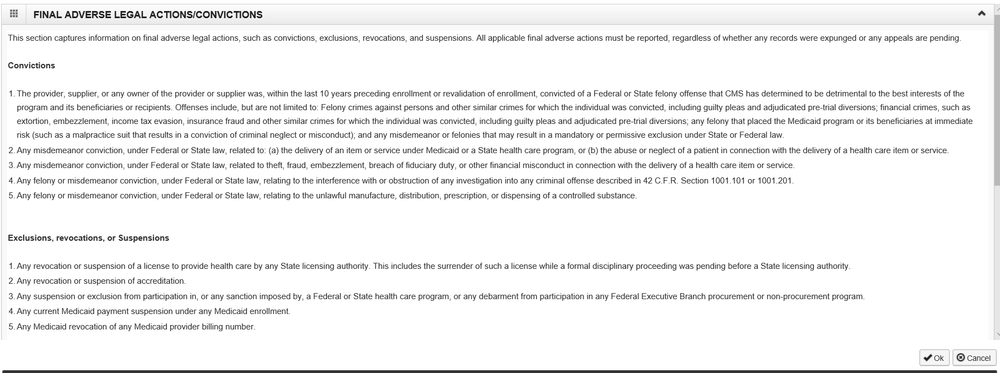 FINAL ADVERSE LEGAL ACTIONS/CONVICTIONS
This section captures information on final adverse legal actions, such as convictions, exclusions, revocations, and suspensions. All applicable final adverse actions must be reported, regardless of whether any records were expunged or any appeals are pending.
Convictions
1. The provider, supplier, or any owner of the provider or supplier was, within the last 10 years preceding enrollment or revalidation of enrollment, convicted of a Federal or State felony offense that CMS has determined to be detrimental to the best interests of the
program and its beneficiaries or recipients. Offenses include, but are not limited to: Felony crimes against persons and other similar crimes for which the individual was convicted, including guilty pleas and adjudicated pre-trial diversions; financial crimes, such as
extortion, embezzlement, income tax evasion, insurance fraud and other similar crimes for which the individual was convicted, including guilty pleas and adjudicated pre-trial diversions; any felony that placed the Medicaid program or its beneficiaries at immediate
risk (such as a malpractice suit that results in a conviction of criminal neglect or misconduct); and any misdemeanor or felonies that may result in a mandatory or permissive exclusion under State or Federal law.
2. Any misdemeanor conviction, under Federal or State law, related to: (a) the delivery of an item or service under Medicaid or a State health care program, or (b) the abuse or neglect of a patient in connection with the delivery of a health care item or service.
3. Any misdemeanor conviction, under Federal or State law, related to theft, fraud, embezzlement, breach of fiduciary duty, or other financial misconduct in connection with the delivery of a health care item or service.
4. Any felony or misdemeanor conviction, under Federal or State law, relating to the interference with or obstruction of any investigation into any criminal offense described in 42 C.F.R. Section 1001.101 or 1001.201.
5. Any felony or misdemeanor conviction, under Federal or State law, relating to the unlawful manufacture, distribution, prescription, or dispensing of a controlled substance.
Exclusions, revocations, or Suspensions
1. Any revocation or suspension of a license to provide health care by any State licensing authority. This includes the surrender of such a license while a formal disciplinary proceeding was pending before a State licensing authority.
2. Any revocation or suspension of accreditation.
3. Any suspension or exclusion from participation in, or any sanction imposed by, a Federal or State health care program, or any debarment from participation in any Federal Executive Branch procurement or non-procurement program.
4. Any current Medicaid payment suspension under any Medicaid enrollment.
5. Any Medicaid revocation of any Medicaid provider billing number.
Ok Cancel